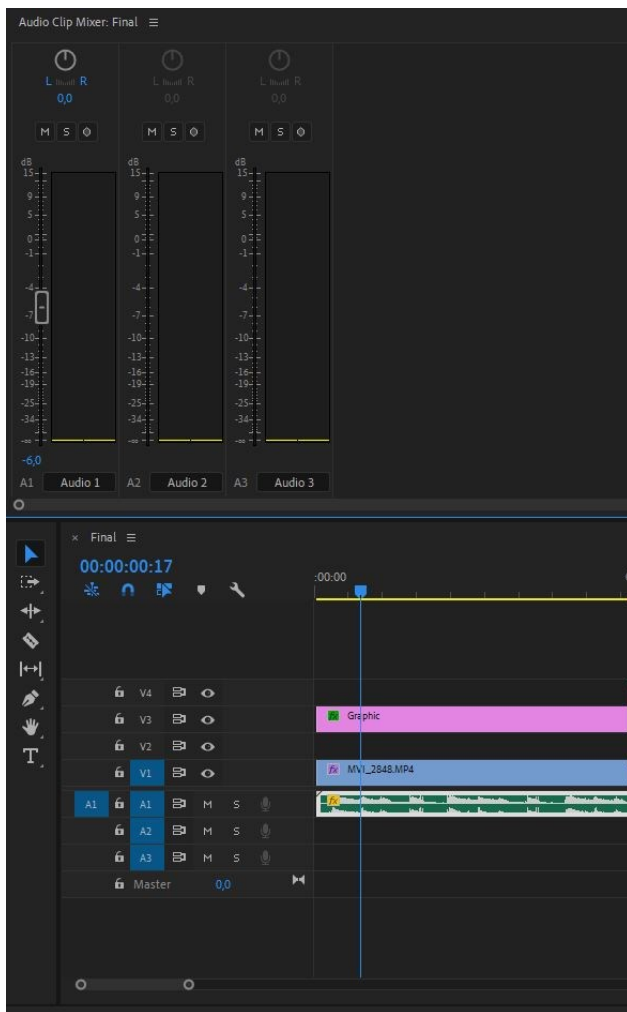 Audio Clip Mixer: Final
L R L R L R
0,0 0,0 0,0
M S M S M S
dB dB dB
15 15 15
9 9 9
5 5 5
0 0 0
-1 -1 -1
-4 -4 -4
-7 -7 -7
-10 -10 -10
-13 -13 -13
-16 -16 -16
-19 -19 -19
-25 -25 -25
-34 -34 -34
-∞ -∞ -∞
-6,0
A1 Audio 1 A2 Audio 2 A3 Audio 3
× Final
00:00:00:17
:00:00
T
V4
V3 fx Graphic
V2
V1 fx MVI_2848.MP4
A1 A1 M S fx
A2 M S
A3 M S
Master 0,0